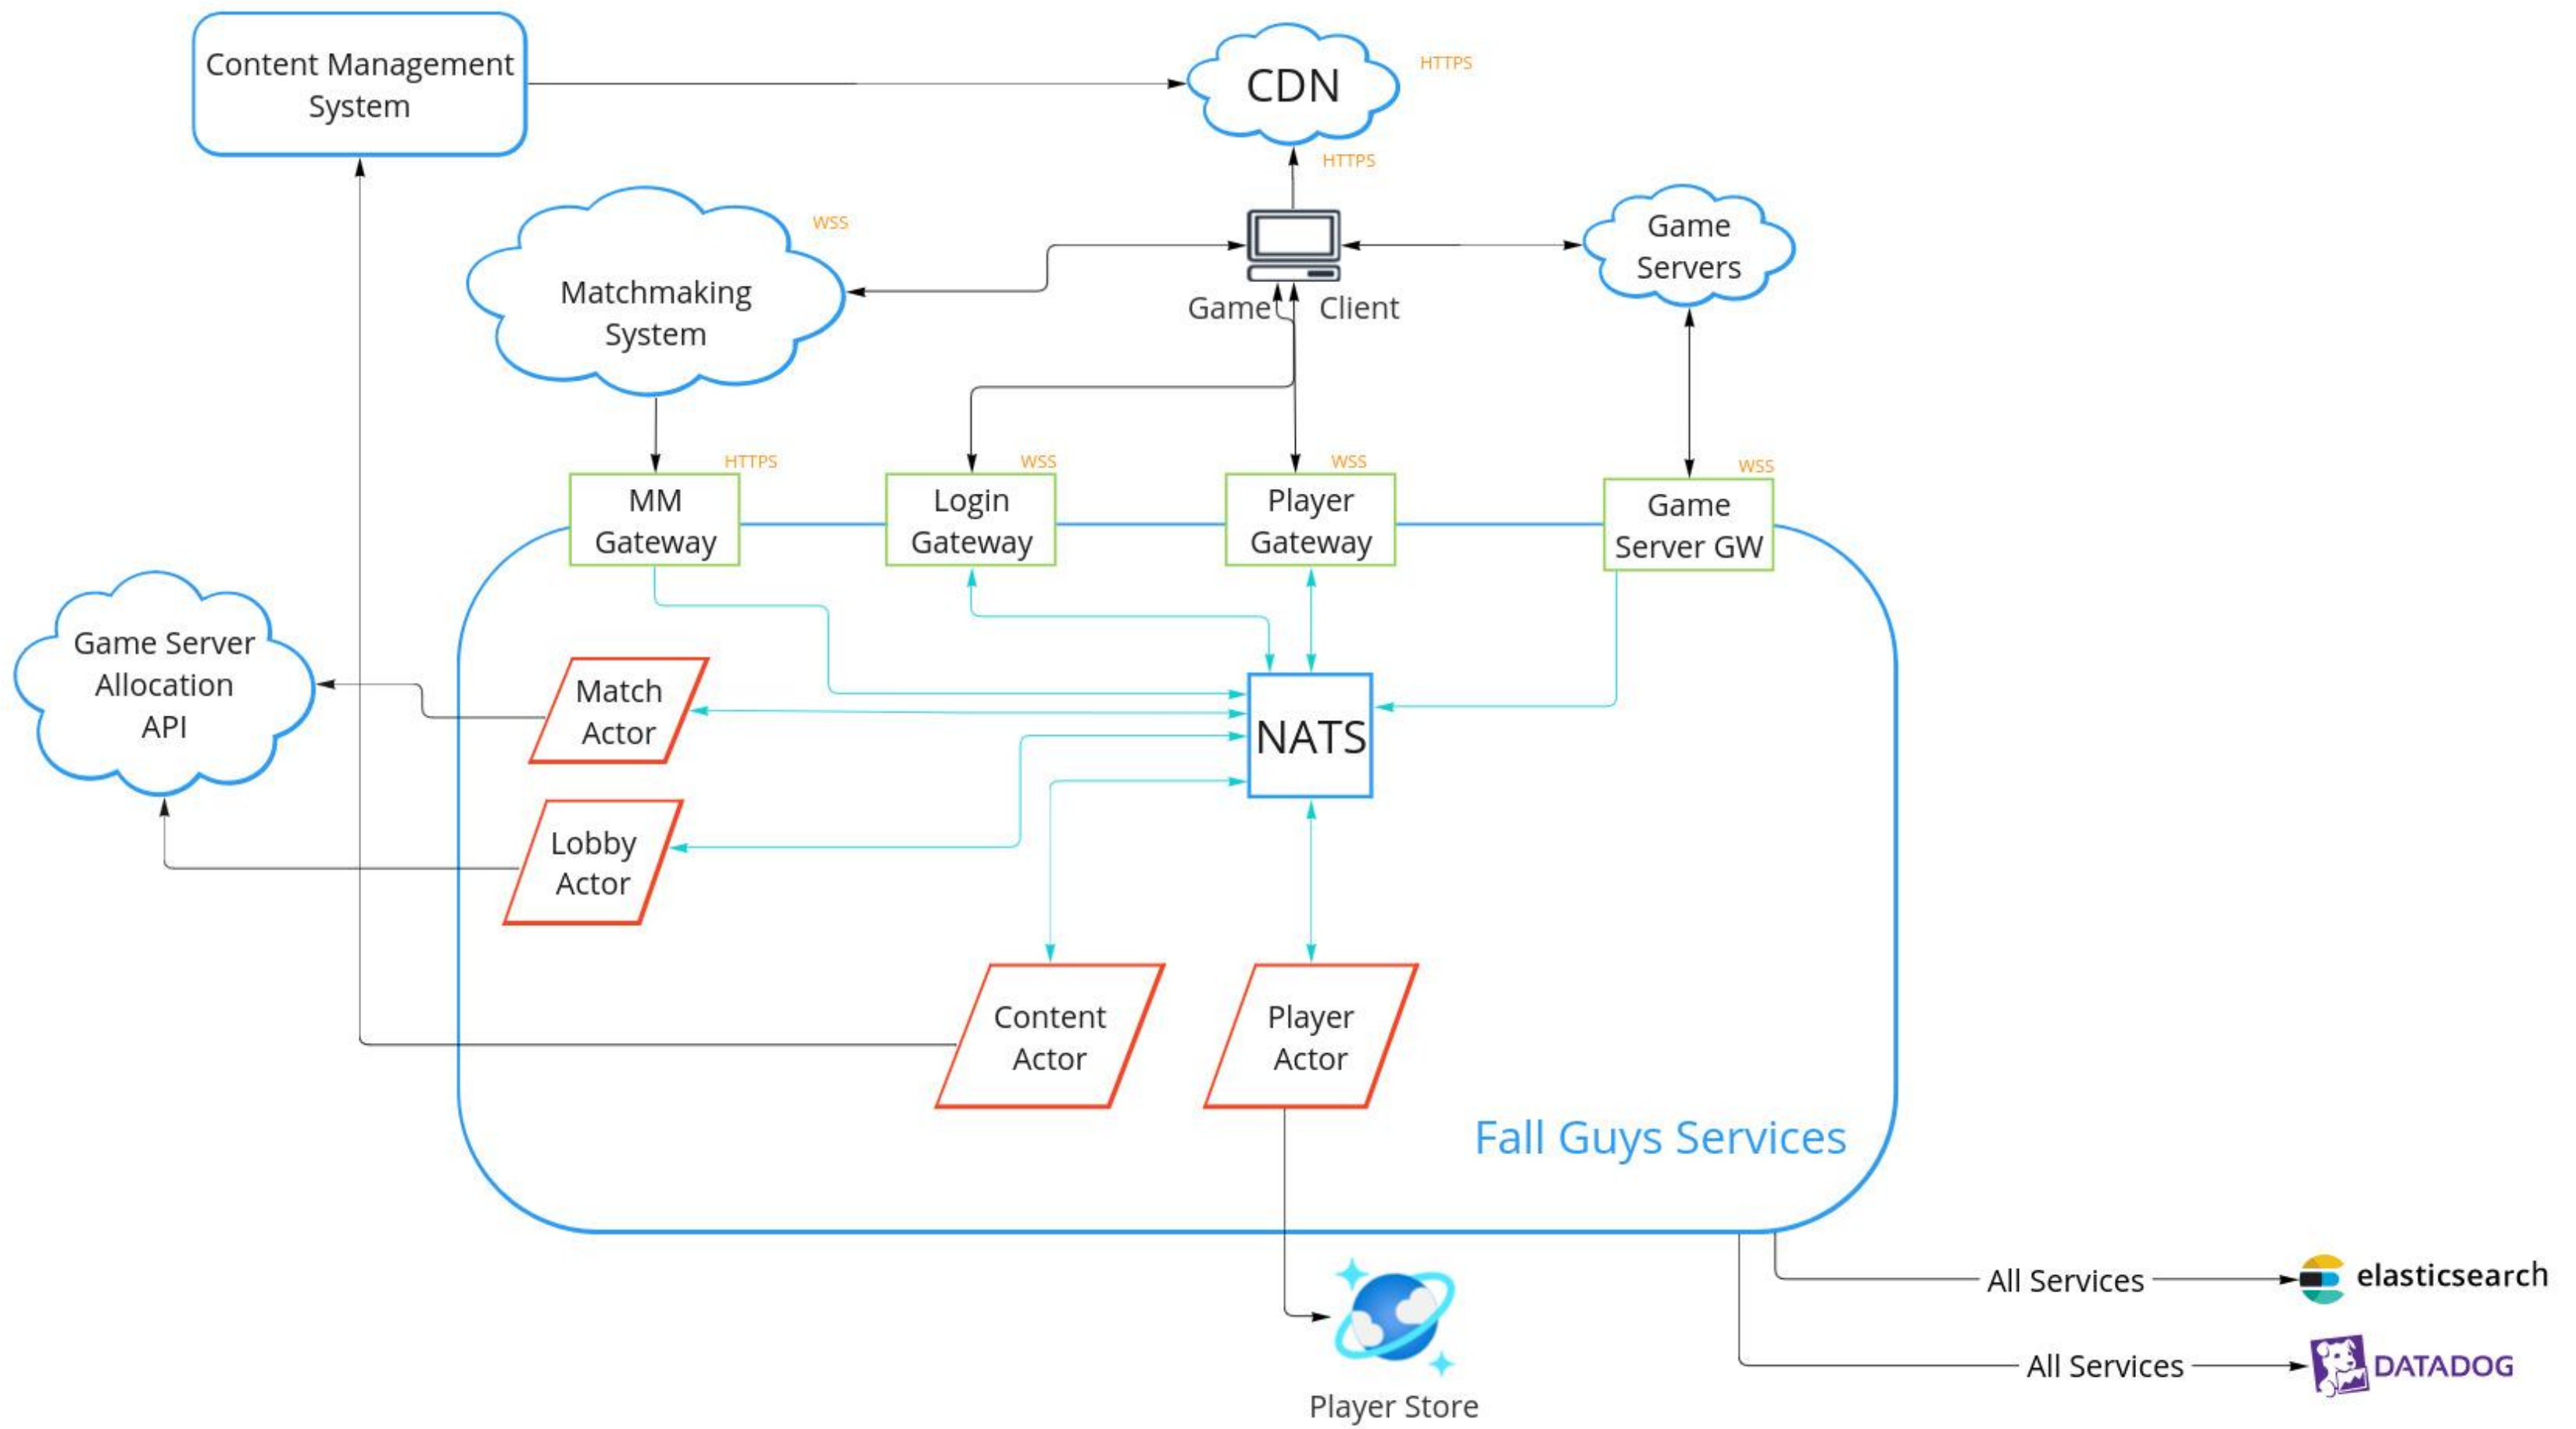 Content Management
System
CDN
HTTPS
HTTPS
WSS
Matchmaking
System
Game Client
Game
Servers
HTTPS
MM
Gateway
WSS
Login
Gateway
WSS
Player
Gateway
WSS
Game
Server GW
Game Server
Allocation
API
Match
Actor
NATS
Lobby
Actor
Content
Actor
Player
Actor
Fall Guys Services
All Services
elasticsearch
All Services
DATADOG
Player Store